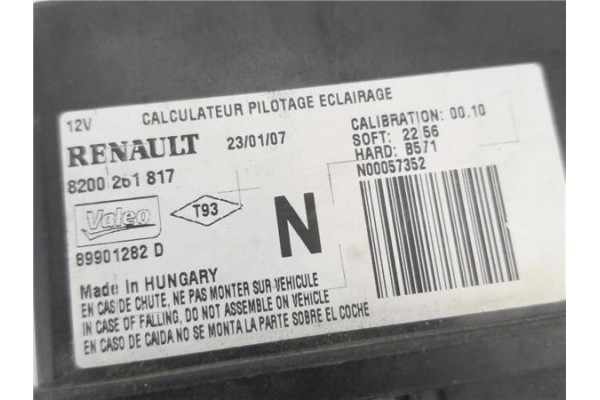 12V CALCULATEUR PILOTAGE ECLAIRAGE
RENAULT 23/01/07
8200 261 817
Valeo T93
89901282 D
N
CALIBRATION: 00.10
SOFT: 22.56
HARD: B571
N00057352
Made in HUNGARY
EN CAS DE CHUTE, NE PAS MONTER SUR VEHICULE
IN CASE OF FALLING, DO NOT ASSEMBLE ON VEHICLE
EN CASO DE CAIDA NO SE MONTA LA PARTE SOBRE EL COCHE